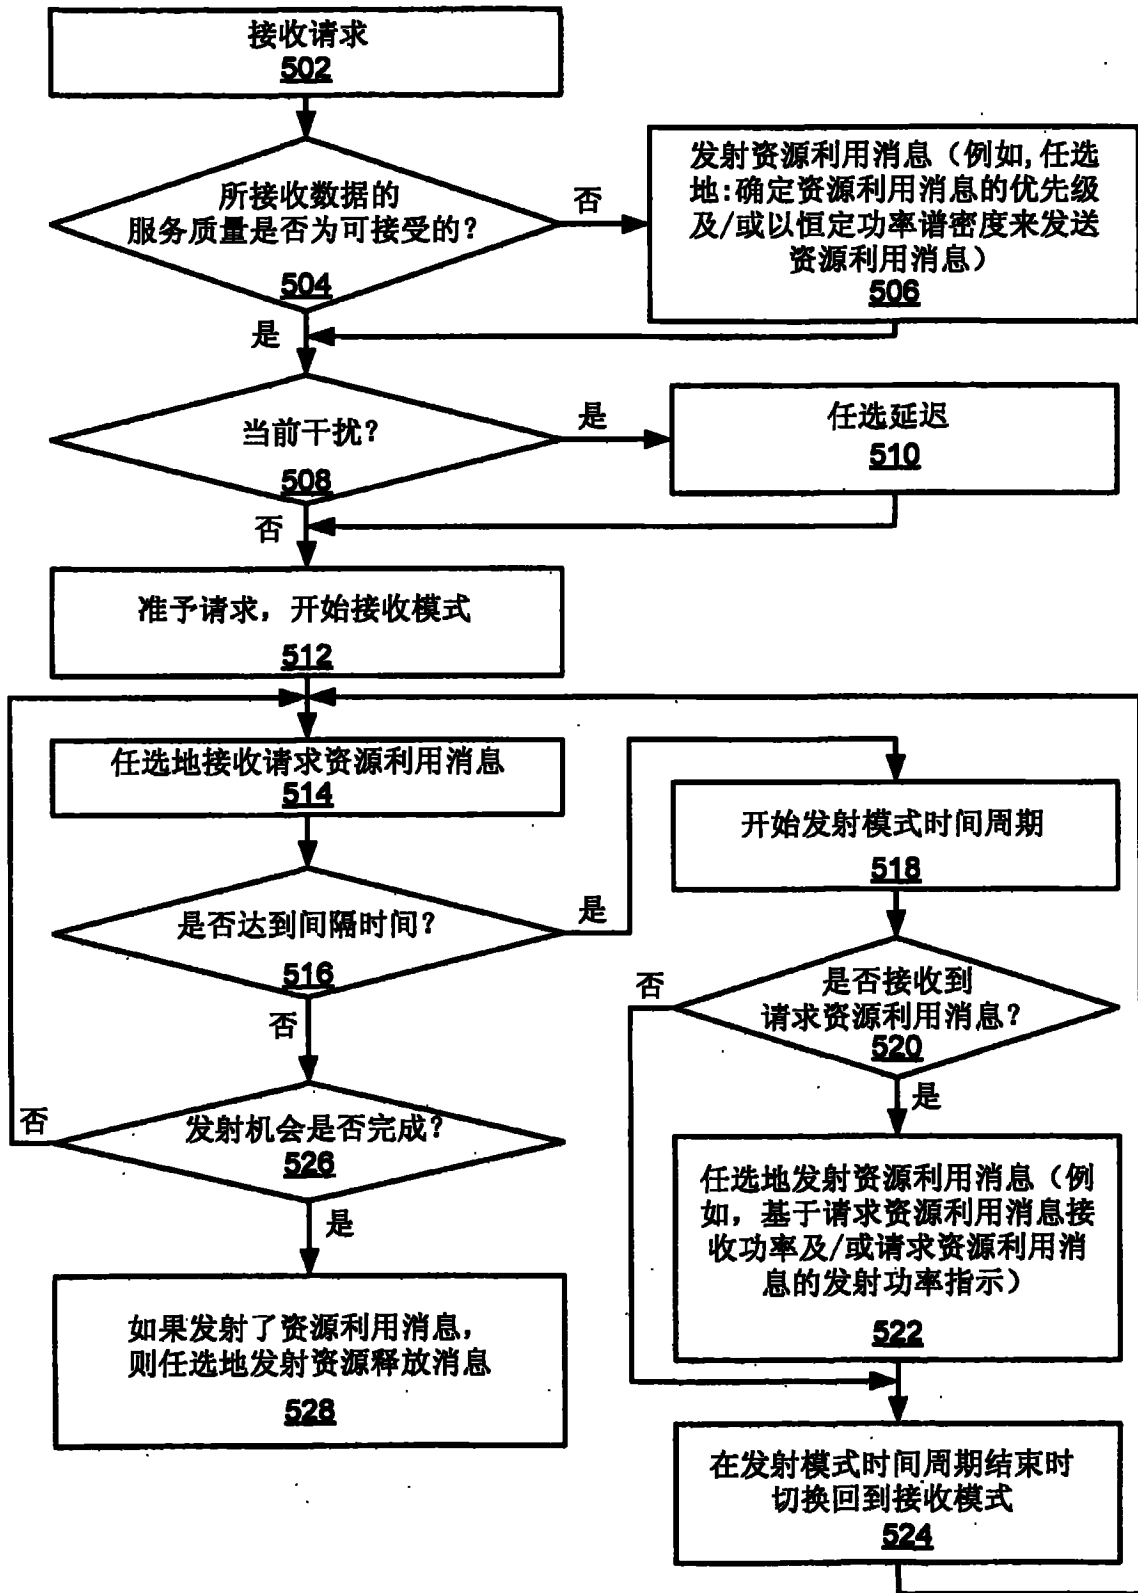 接收请求
502
所接收数据的
服务质量是否为可接受的？
504
否
发射资源利用消息（例如,任选
地:确定资源利用消息的优先级
及/或以恒定功率谱密度来发送
资源利用消息）
506
是
当前干扰？
508
是
任选延迟
510
否
准予请求，开始接收模式
512
任选地接收请求资源利用消息
514
是否达到间隔时间？
516
是
开始发射模式时间周期
518
否
是否接收到
请求资源利用消息？
520
否
是
发射机会是否完成？
526
否
任选地发射资源利用消息（例
如，基于请求资源利用消息接
收功率及/或请求资源利用消
息的发射功率指示）
522
是
如果发射了资源利用消息，
则任选地发射资源释放消息
528
在发射模式时间周期结束时
切换回到接收模式
524